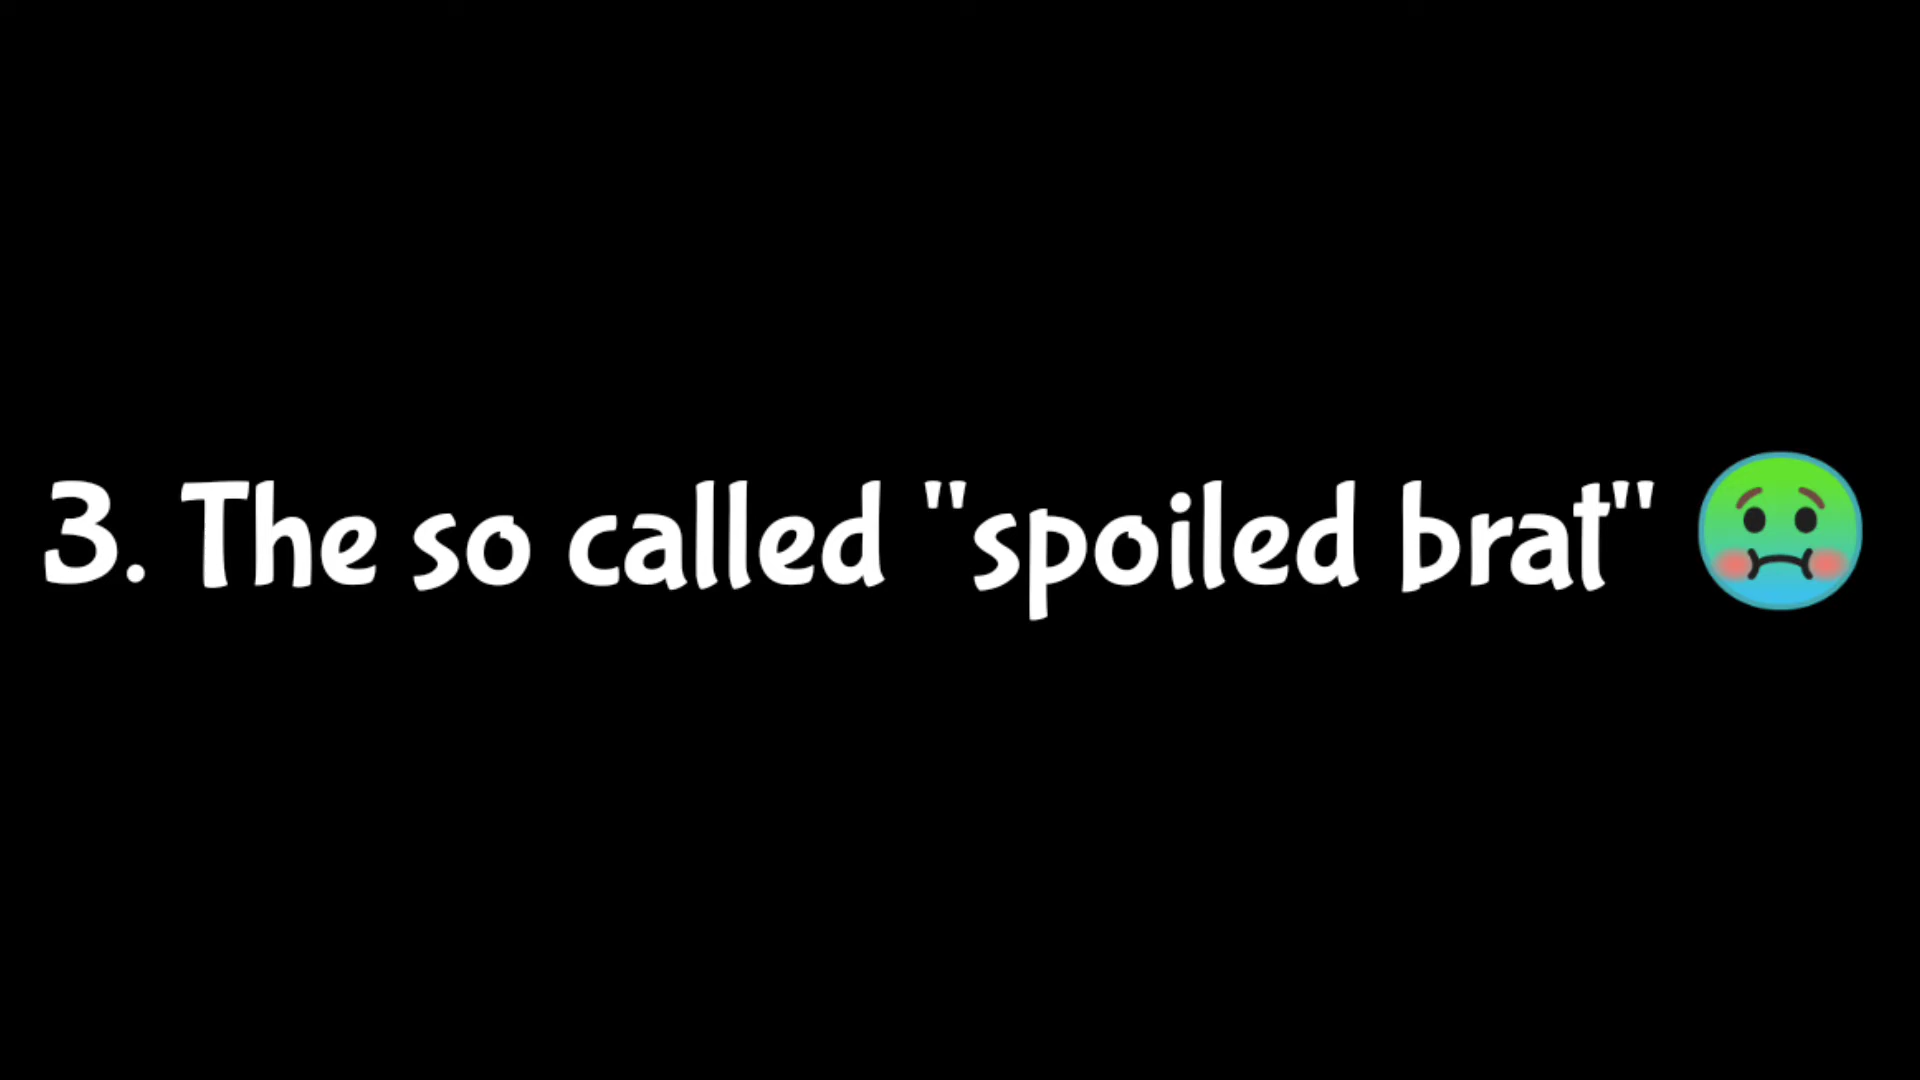 3. The so called "spoiled brat" 🤢